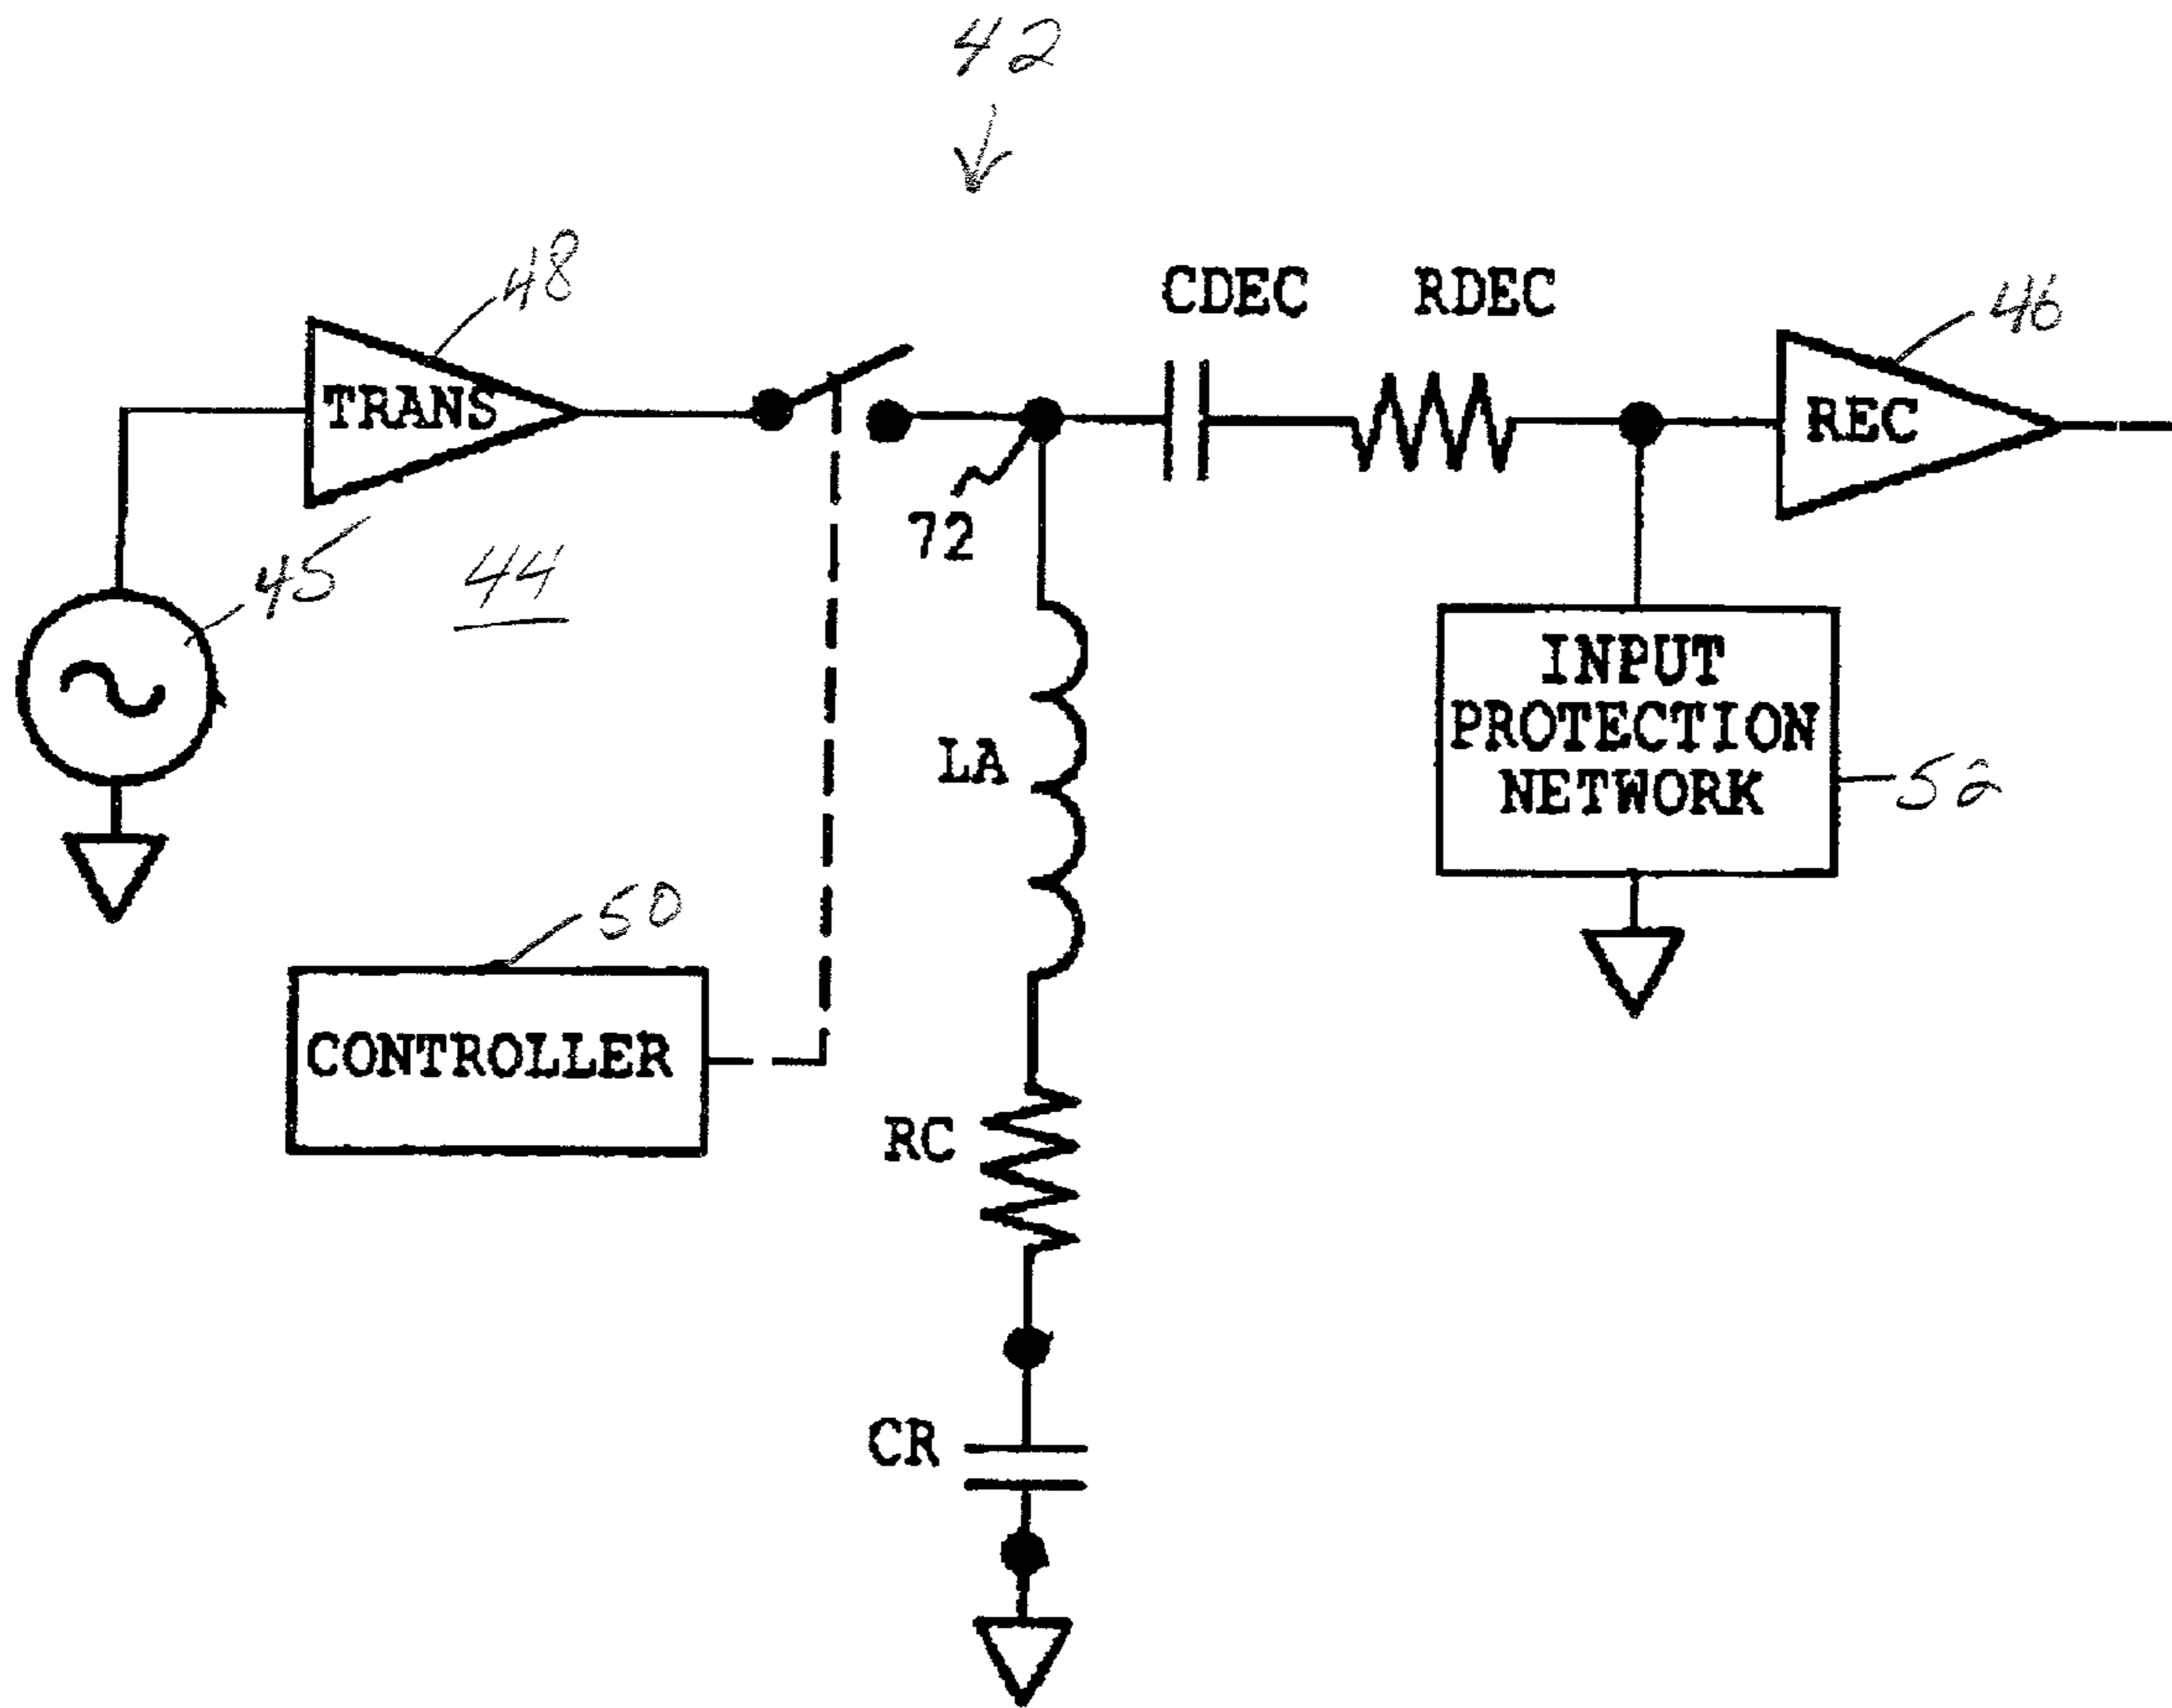 42
48
CDEC
RDEC
46
TRANS
REC
72
45
44
INPUT
PROTECTION
NETWORK
52
LA
50
CONTROLLER
RC
CR